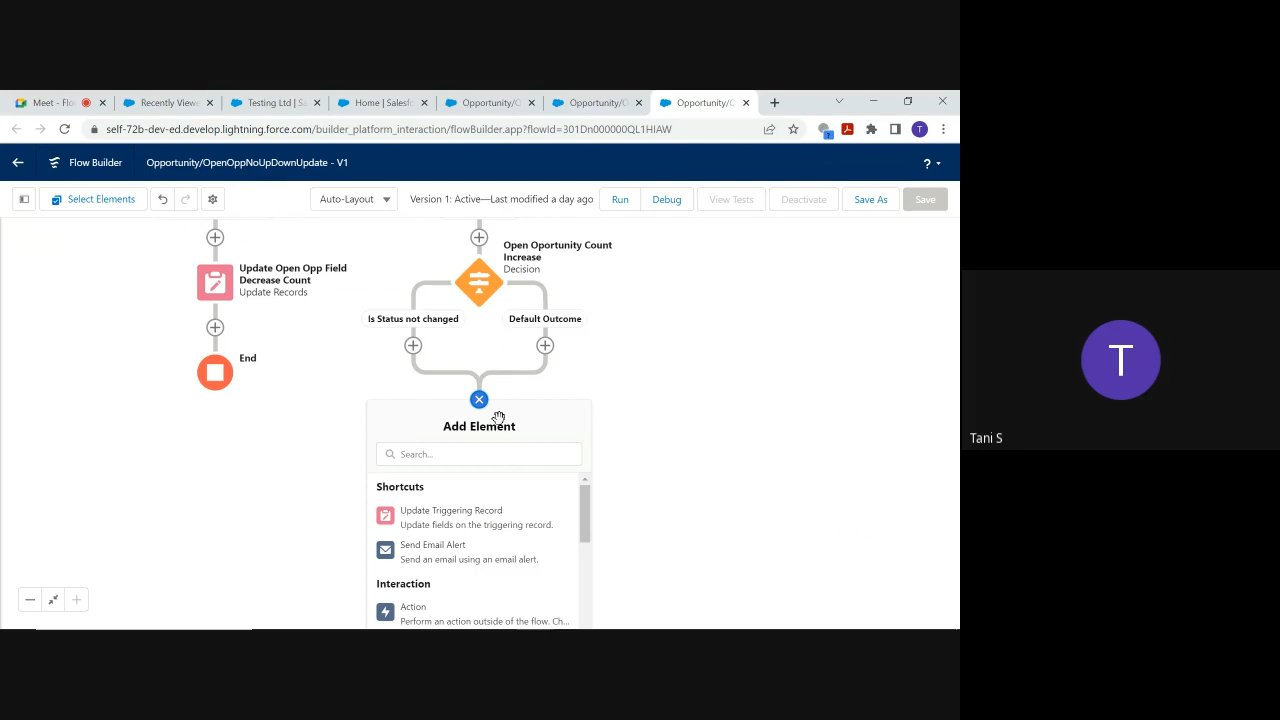 Meet - Flo
Recently View
Testing Ltd | S
Home | Salesf
Opportunity/O
Opportunity/O
Opportunity/O
self-72b-dev-ed.develop.lightning.force.com/builder_platform_interaction/flowBuilder.app?flowId=301Dn000000QL1HIAW
T
Flow Builder
Opportunity/OpenOppNoUpDownUpdate - V1
?
Select Elements
Auto-Layout
Version 1: Active—Last modified a day ago
Run
Debug
View Tests
Deactivate
Save As
Save
Update Open Opp Field
Decrease Count
Update Records
End
Open Oportunity Count
Increase
Decision
Is Status not changed
Default Outcome
Add Element
Search...
Shortcuts
Update Triggering Record
Update fields on the triggering record.
Send Email Alert
Send an email using an email alert.
Interaction
Action
Perform an action outside of the flow. Ch...
T
Tani S